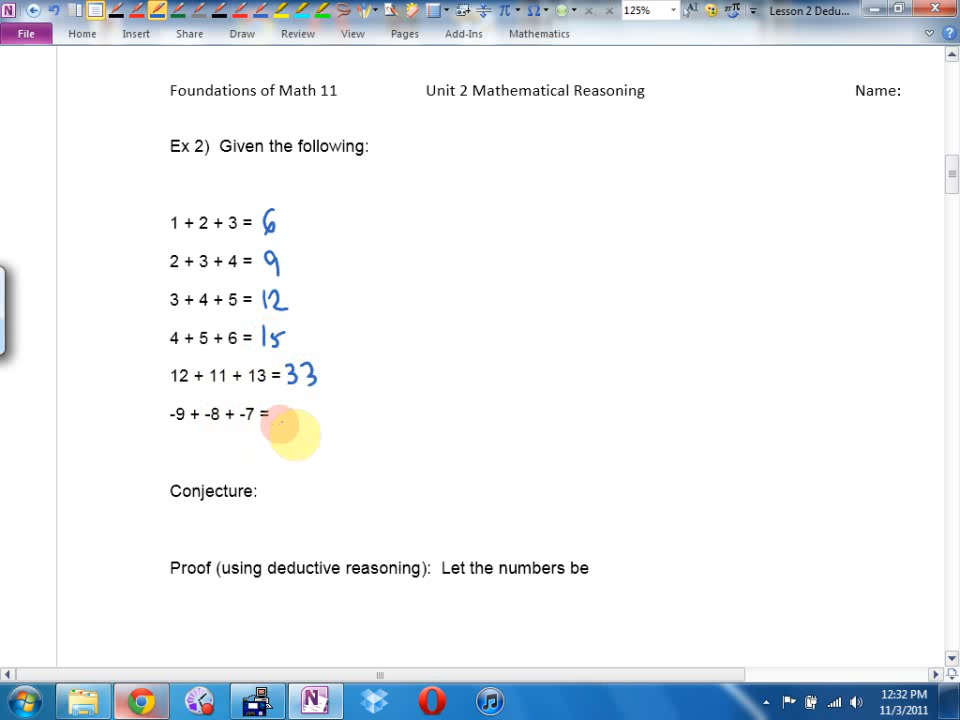 125%
Lesson 2 Dedu...
File Home Insert Share Draw Review View Pages Add-Ins Mathematics
Foundations of Math 11 Unit 2 Mathematical Reasoning Name:
Ex 2) Given the following:
1 + 2 + 3 = 6
2 + 3 + 4 = 9
3 + 4 + 5 = 12
4 + 5 + 6 = 15
12 + 11 + 13 = 33
-9 + -8 + -7 =
Conjecture:
Proof (using deductive reasoning): Let the numbers be
12:32 PM
11/3/2011